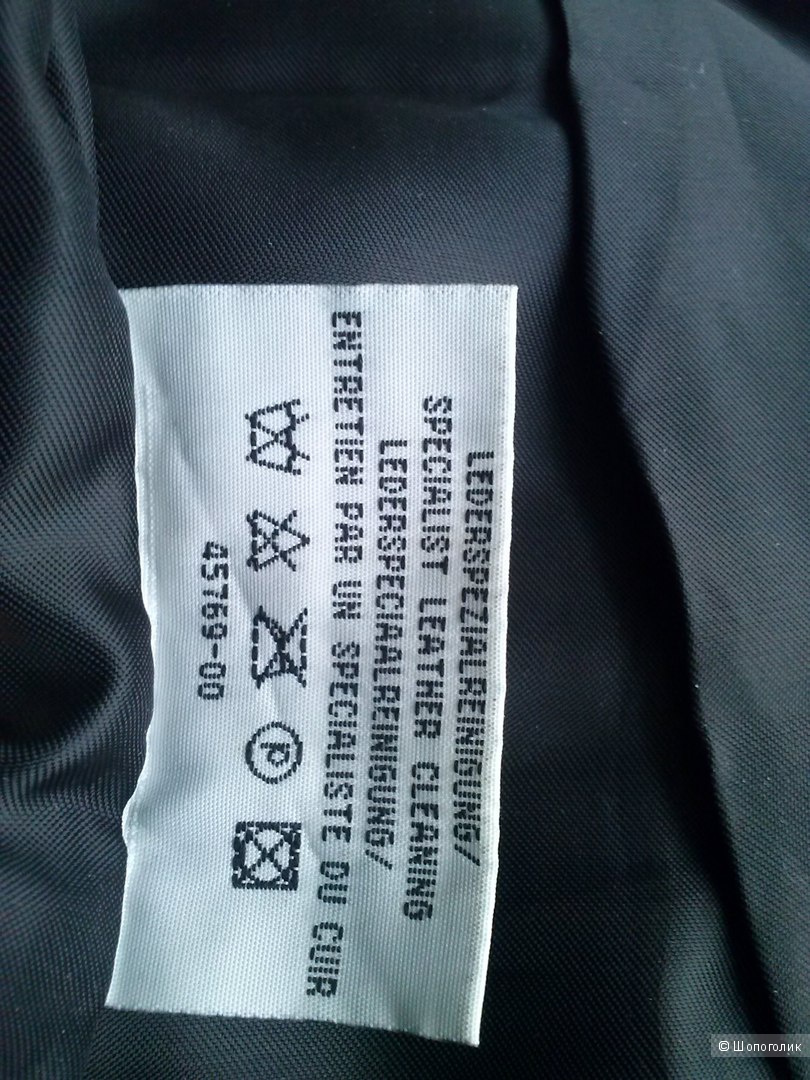 LEDERSPEZIALREINIGUNG/
SPECIALIST LEATHER CLEANING
LEDERSPECIAALREINIGUNG/
ENTRETIEN PAR UN SPECIALISTE DU CUIR
P
45769-00
© Шопоголик